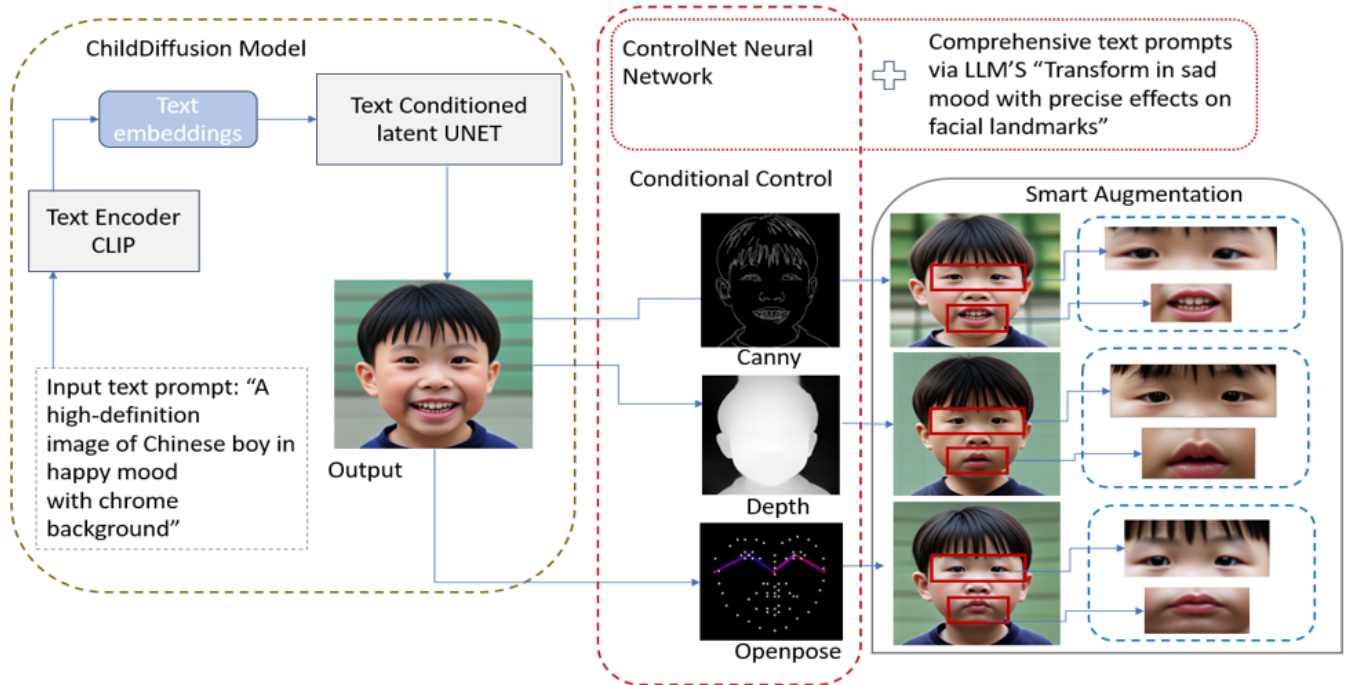 ChildDiffusion Model
Text
embeddings
Text Conditioned
latent UNET
Text Encoder
CLIP
Input text prompt: “A
high-definition
image of Chinese boy in
happy mood
with chrome
background”
Output
ControlNet Neural
Network
Comprehensive text prompts
via LLM’S “Transform in sad
mood with precise effects on
facial landmarks”
Conditional Control
Canny
Depth
Openpose
Smart Augmentation